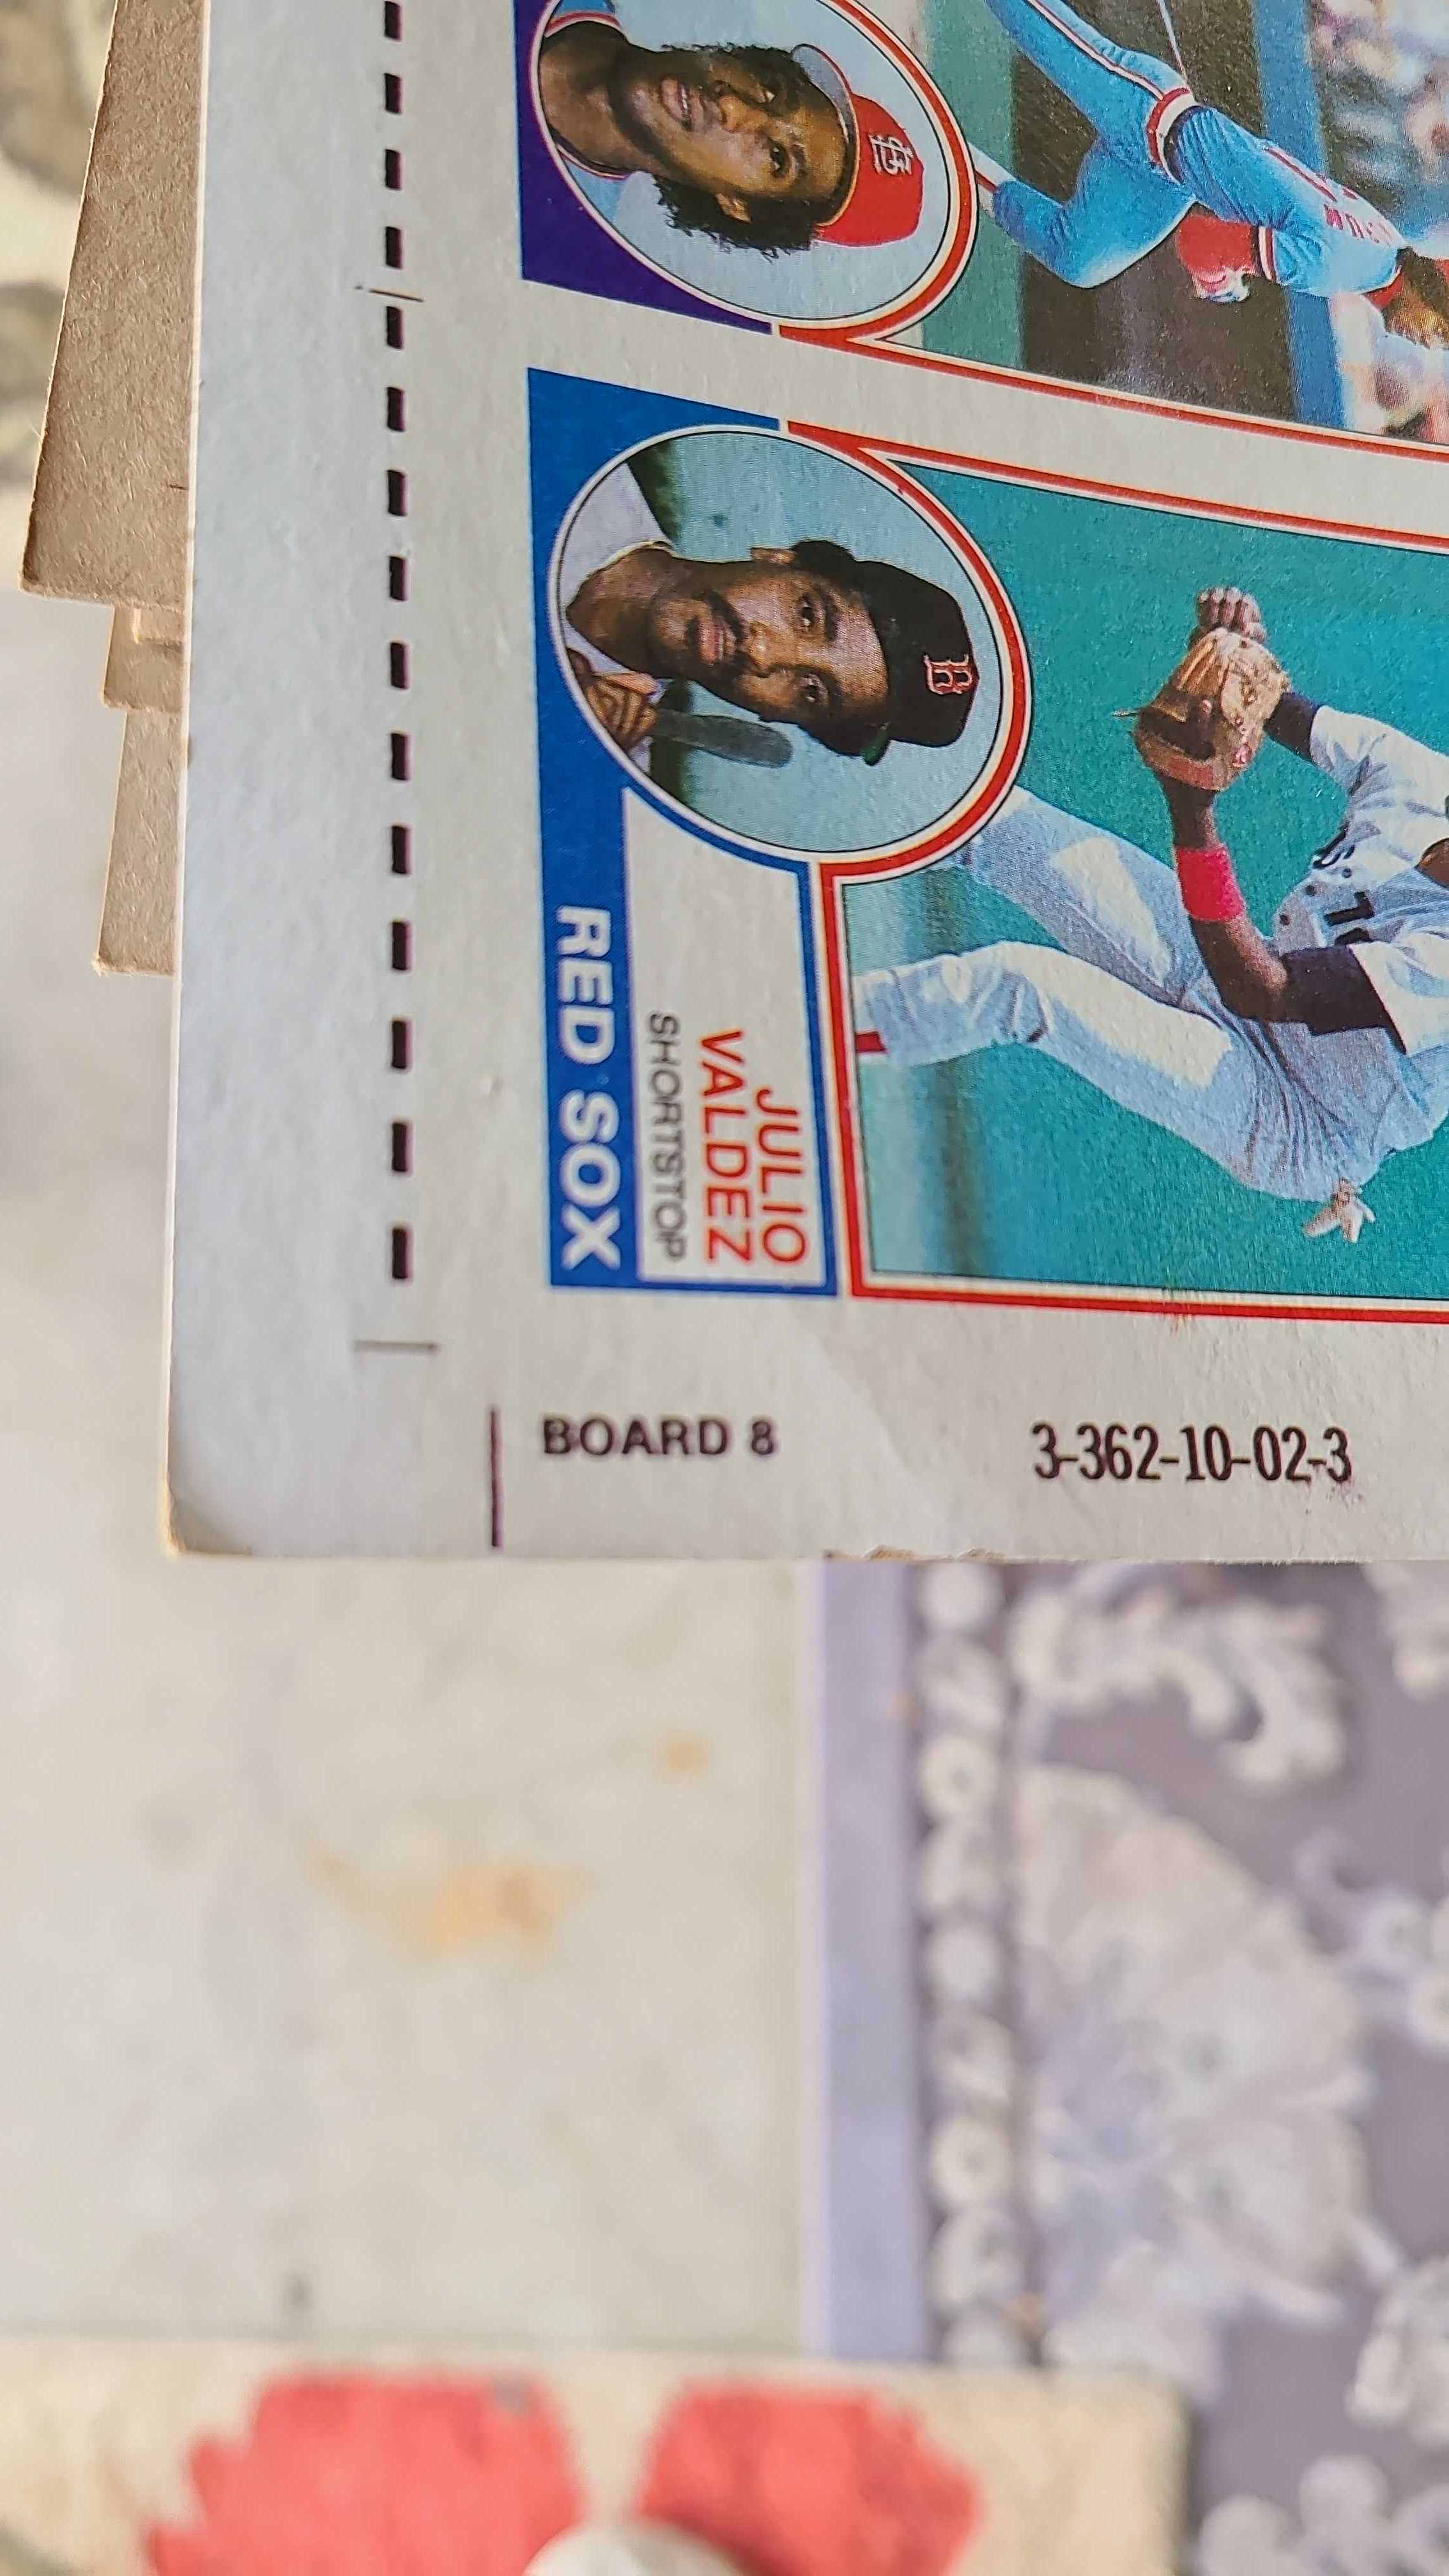 RED SOX
JULIO
VALDEZ
SHORTSTOP
BOARD 8
3-362-10-02-3